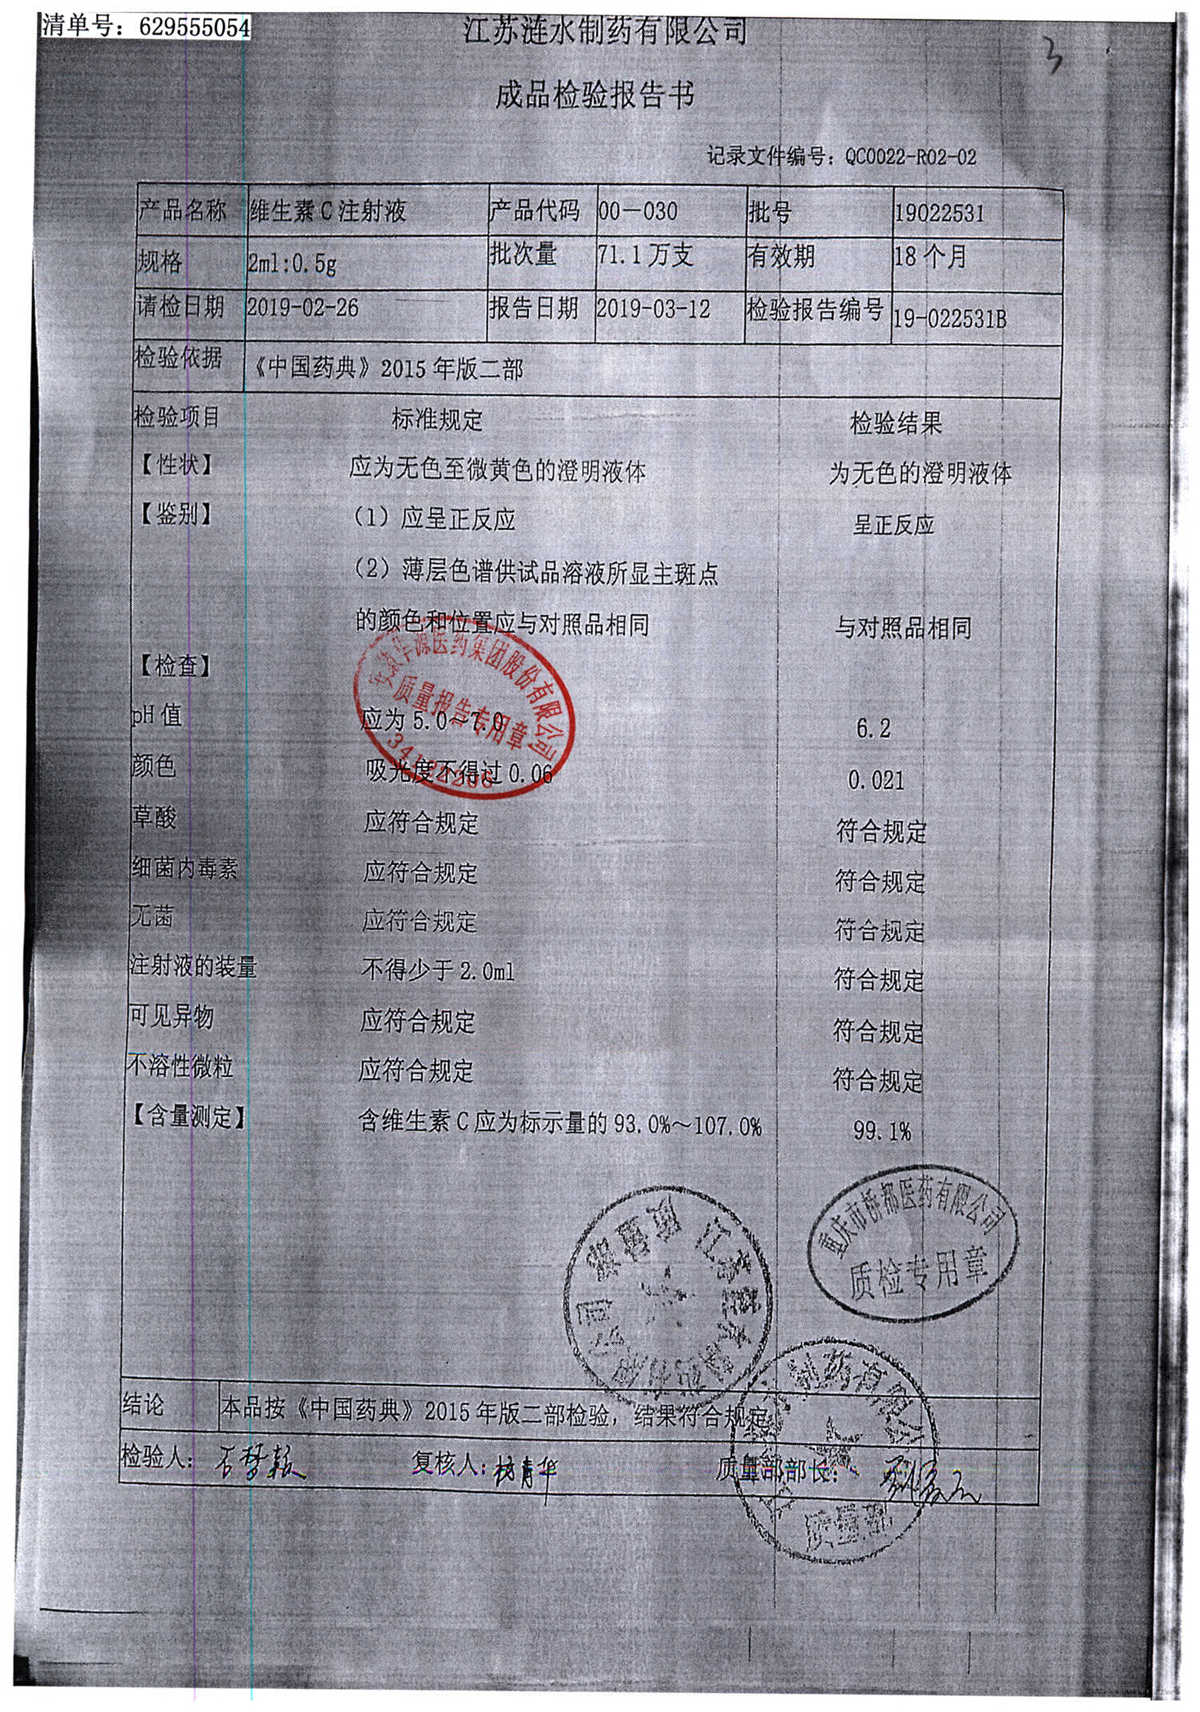 清单号：629555054
江苏涟水制药有限公司
3
成品检验报告书
记录文件编号：QC0022-R02-02
产品名称 维生素C注射液 产品代码 00-030 批号 19022531
规格 2ml:0.5g 批次量 71.1万支 有效期 18个月
请检日期 2019-02-26 报告日期 2019-03-12 检验报告编号 19-022531B
检验依据 《中国药典》2015年版二部
检验项目 标准规定 检验结果
【性状】 应为无色至微黄色的澄明液体 为无色的澄明液体
【鉴别】 （1）应呈正反应 呈正反应
（2）薄层色谱供试品溶液所显主斑点
的颜色和位置应与对照品相同 与对照品相同
【检查】
pH值 应为5.0~7.0 6.2
颜色 吸光度不得过0.06 0.021
草酸 应符合规定 符合规定
细菌内毒素 应符合规定 符合规定
无菌 应符合规定 符合规定
注射液的装量 不得少于2.0ml 符合规定
可见异物 应符合规定 符合规定
不溶性微粒 应符合规定 符合规定
【含量测定】 含维生素C应为标示量的93.0%～107.0% 99.1%
源医药集团股份有限公司
质量报告专用章
重庆市桥都医药有限公司
质检专用章
制药有限公
质量部
结论 本品按《中国药典》2015年版二部检验，结果符合规定
检验人： 复核人： 质量部部长：